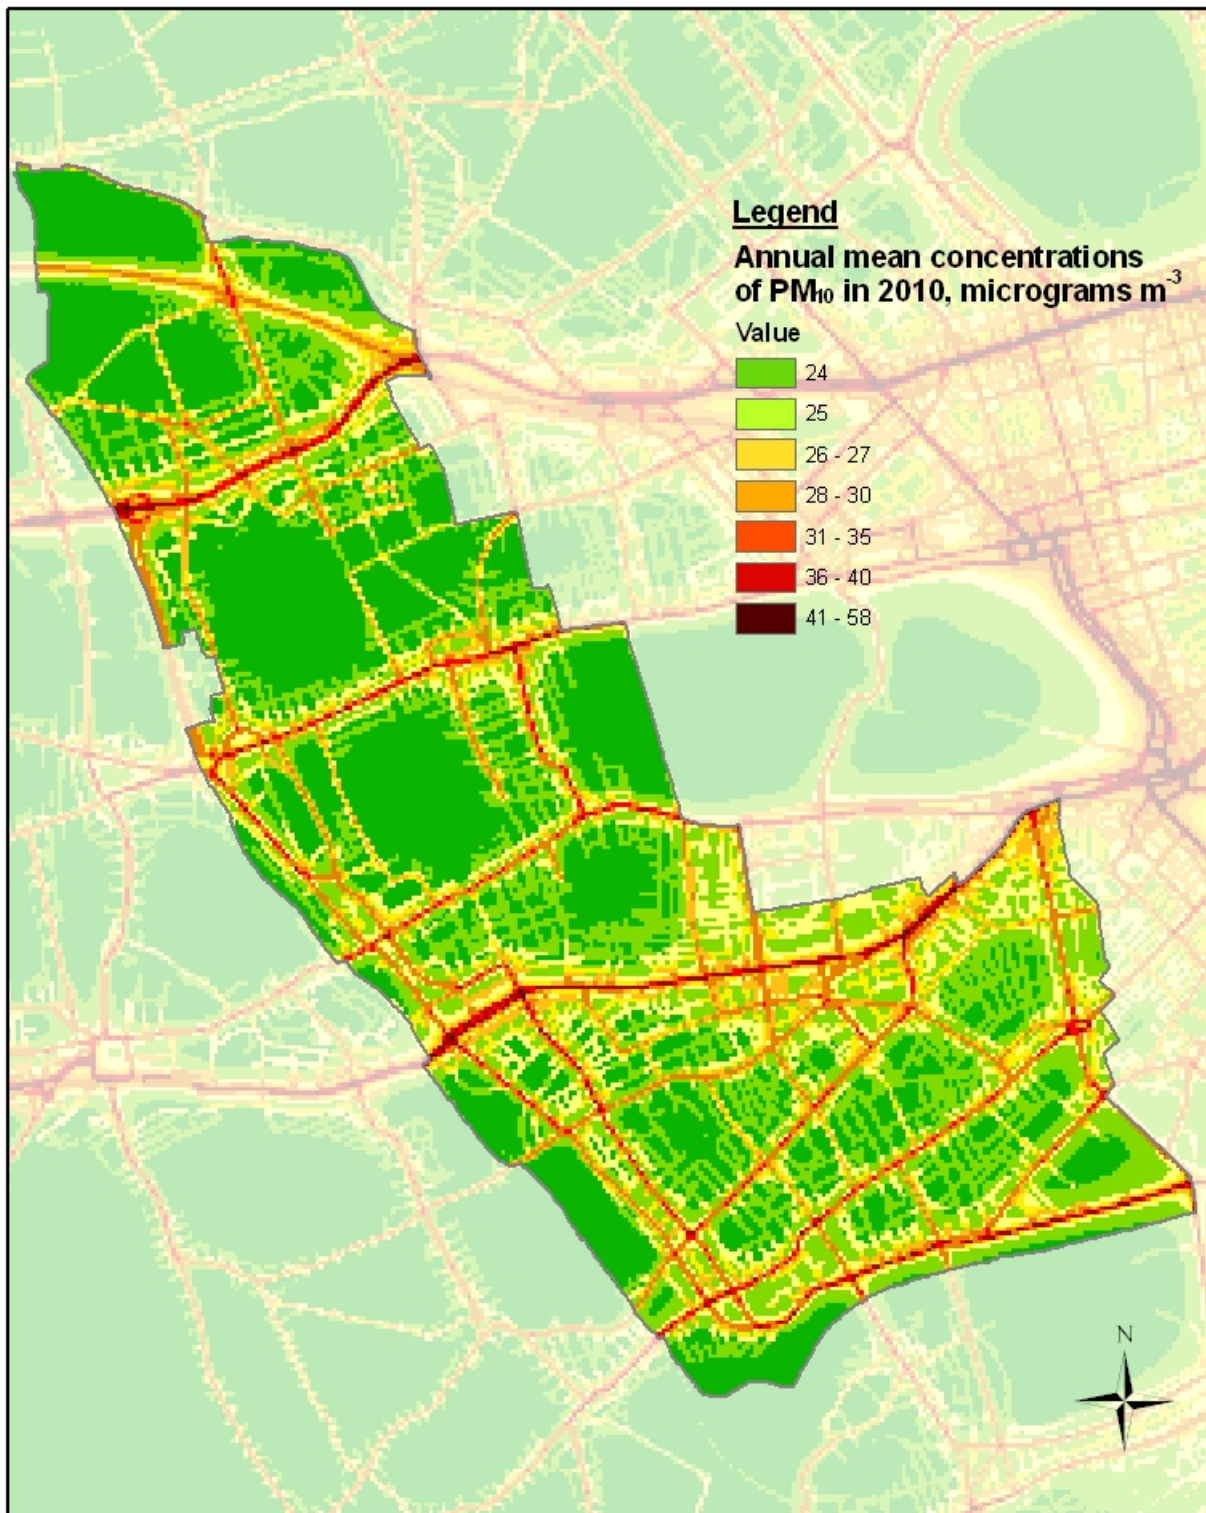 Legend
Annual mean concentrations
of PM₁₀ in 2010, micrograms m⁻³
Value
24
25
26 - 27
28 - 30
31 - 35
36 - 40
41 - 58
N